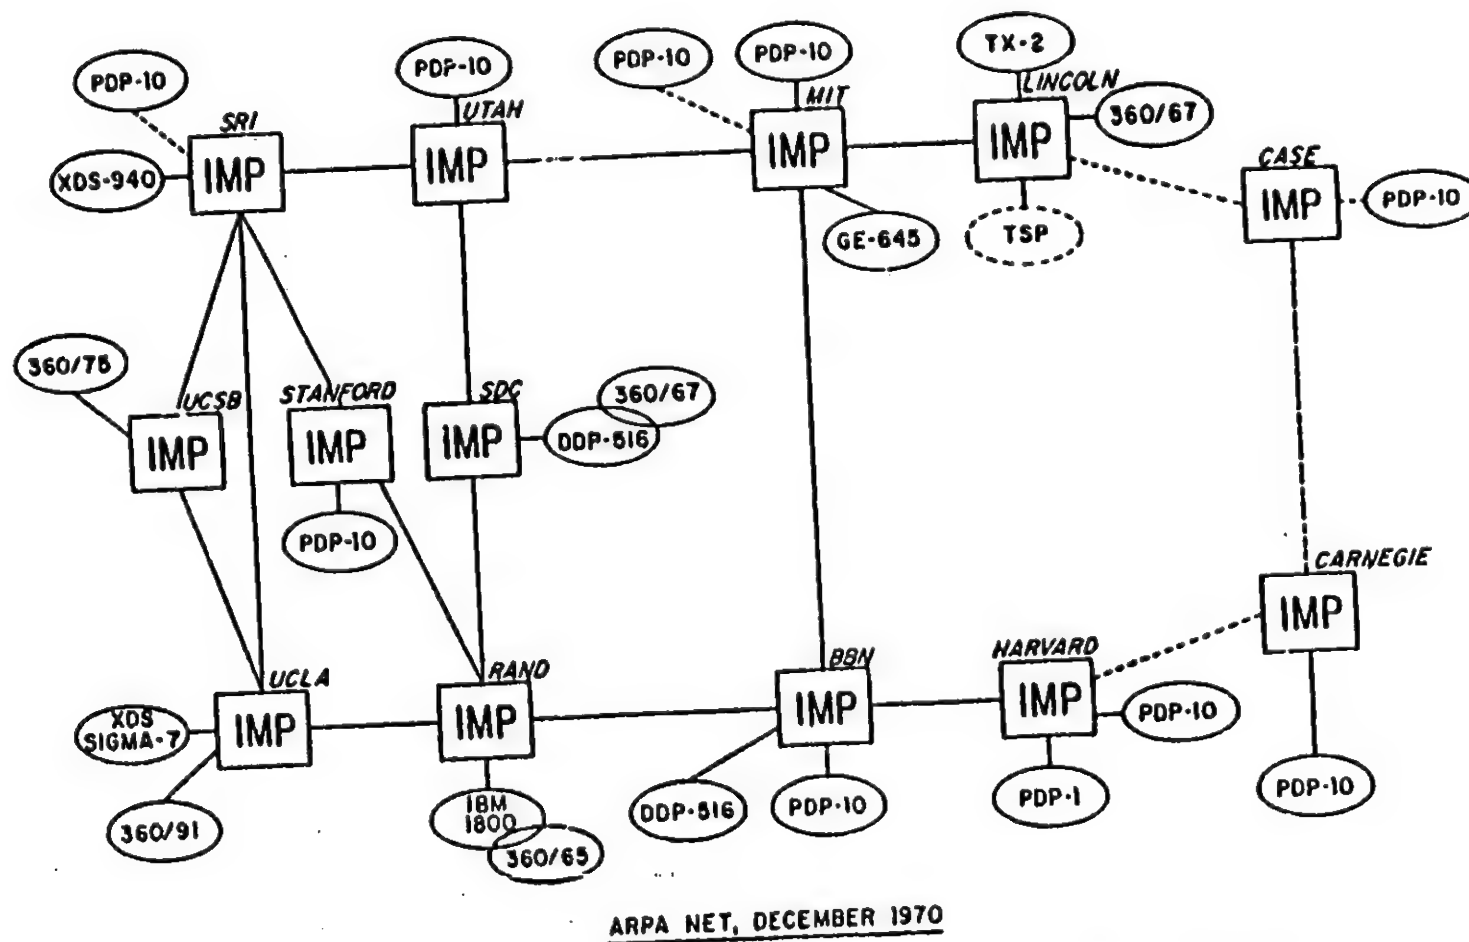 PDP-10
SRI
IMP
XDS-940
PDP-10
UTAH
IMP
PDP-10
PDP-10
MIT
IMP
GE-645
TX-2
LINCOLN
IMP
360/67
TSP
CASE
IMP
PDP-10
360/75
UCSB
IMP
STANFORD
IMP
PDP-10
SDC
IMP
360/67
DDP-516
CARNEGIE
IMP
PDP-10
UCLA
IMP
XDS
SIGMA-7
360/91
RAND
IMP
IBM
1800
360/65
BBN
IMP
DDP-516
PDP-10
HARVARD
IMP
PDP-10
PDP-1
ARPA NET, DECEMBER 1970